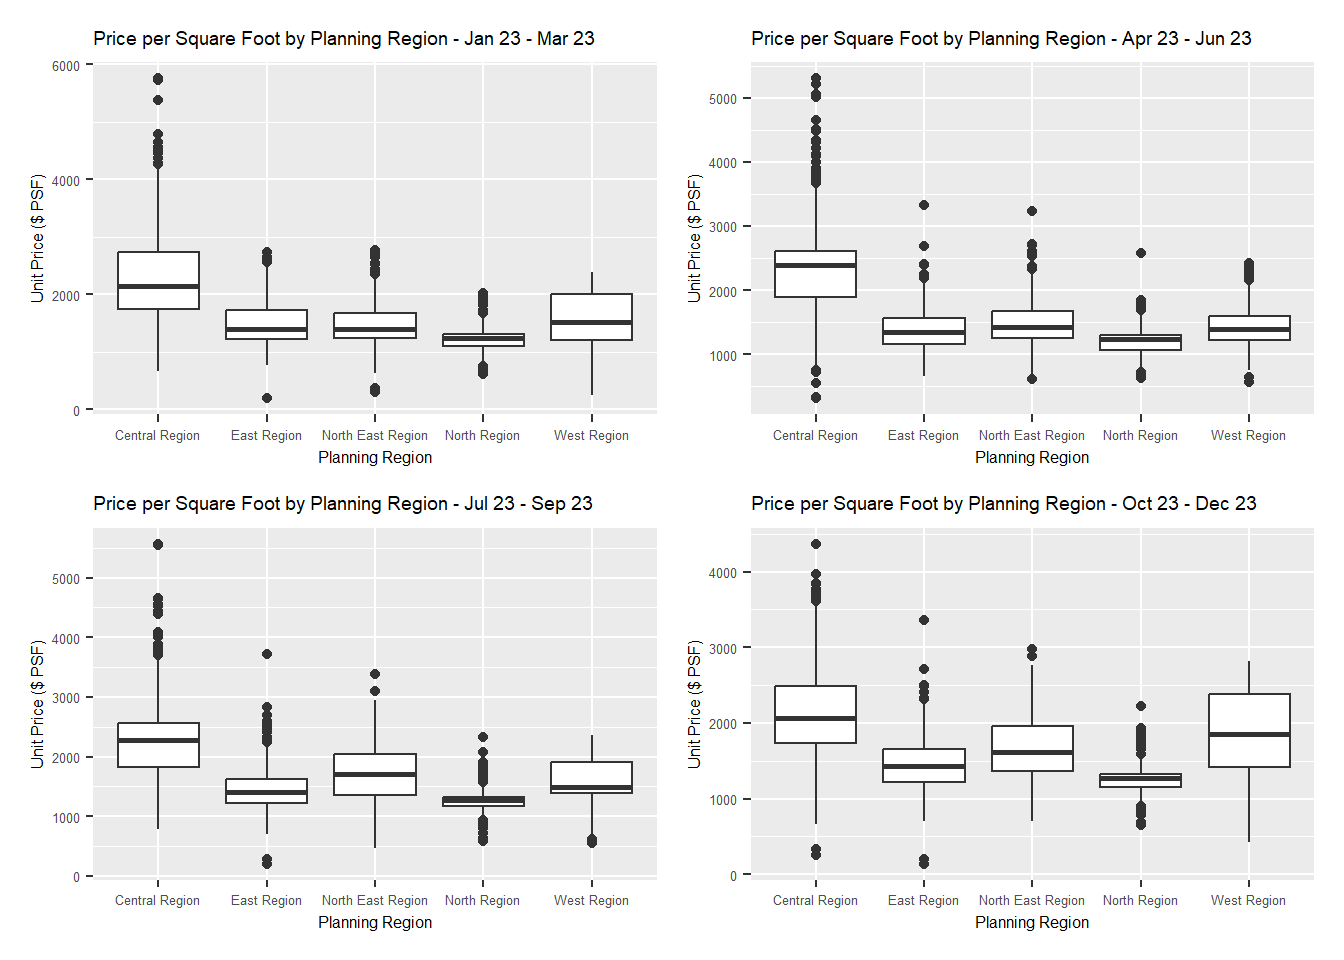 Price per Square Foot by Planning Region - Jan 23 - Mar 23
Unit Price ($ PSF)
6000
4000
2000
0
Central Region East Region North East Region North Region West Region
Planning Region
Price per Square Foot by Planning Region - Apr 23 - Jun 23
Unit Price ($ PSF)
5000
4000
3000
2000
1000
Central Region East Region North East Region North Region West Region
Planning Region
Price per Square Foot by Planning Region - Jul 23 - Sep 23
Unit Price ($ PSF)
5000
4000
3000
2000
1000
0
Central Region East Region North East Region North Region West Region
Planning Region
Price per Square Foot by Planning Region - Oct 23 - Dec 23
Unit Price ($ PSF)
4000
3000
2000
1000
0
Central Region East Region North East Region North Region West Region
Planning Region